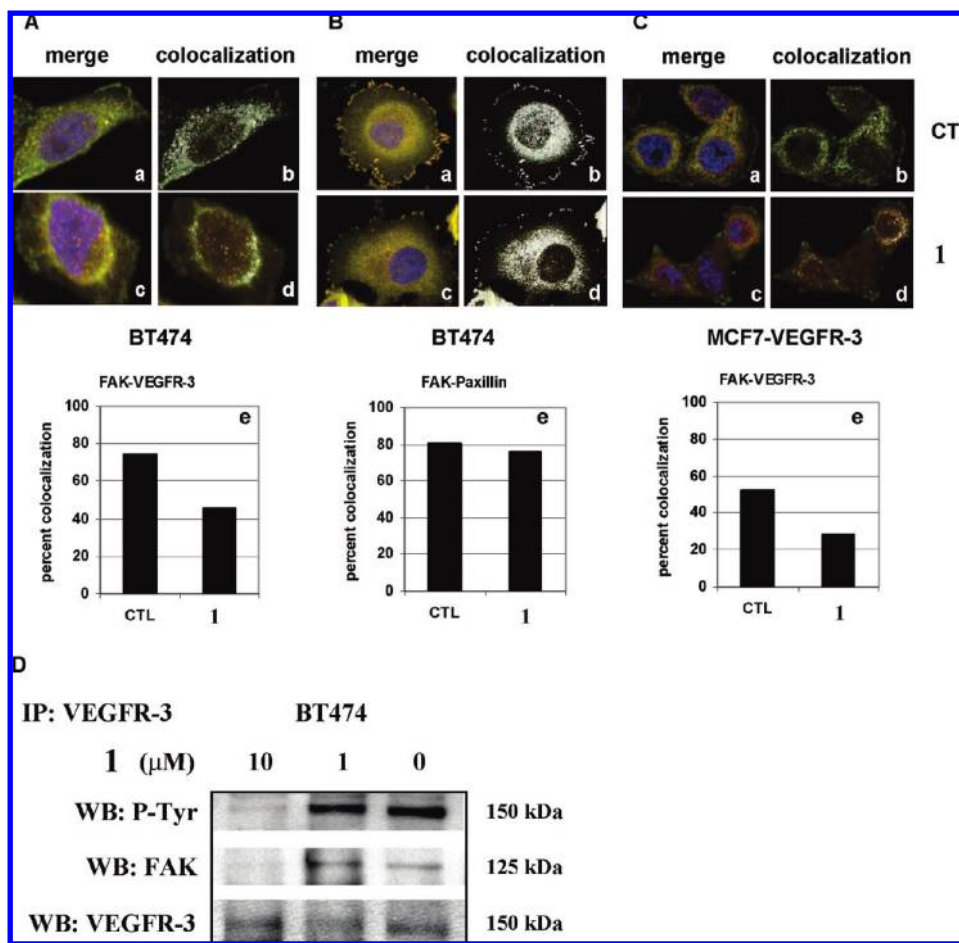 A B C
merge colocalization merge colocalization merge colocalization
a b a b a b CT
c d c d c d 1
BT474 BT474 MCF7-VEGFR-3
FAK-VEGFR-3 FAK-Paxillin FAK-VEGFR-3
e e e
percent colocalization percent colocalization percent colocalization
100 100 100
80 80 80
60 60 60
40 40 40
20 20 20
0 0 0
CTL 1 CTL 1 CTL 1
D
IP: VEGFR-3 BT474
1 (μM) 10 1 0
WB: P-Tyr 150 kDa
WB: FAK 125 kDa
WB: VEGFR-3 150 kDa